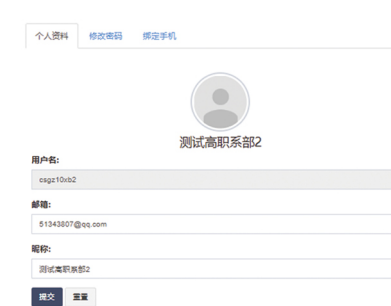 个人资料 修改密码 绑定手机
测试高职系部2
用户名:
csgz10xb2
邮箱:
51343807@qq.com
昵称:
测试高职系部2
提交 重置